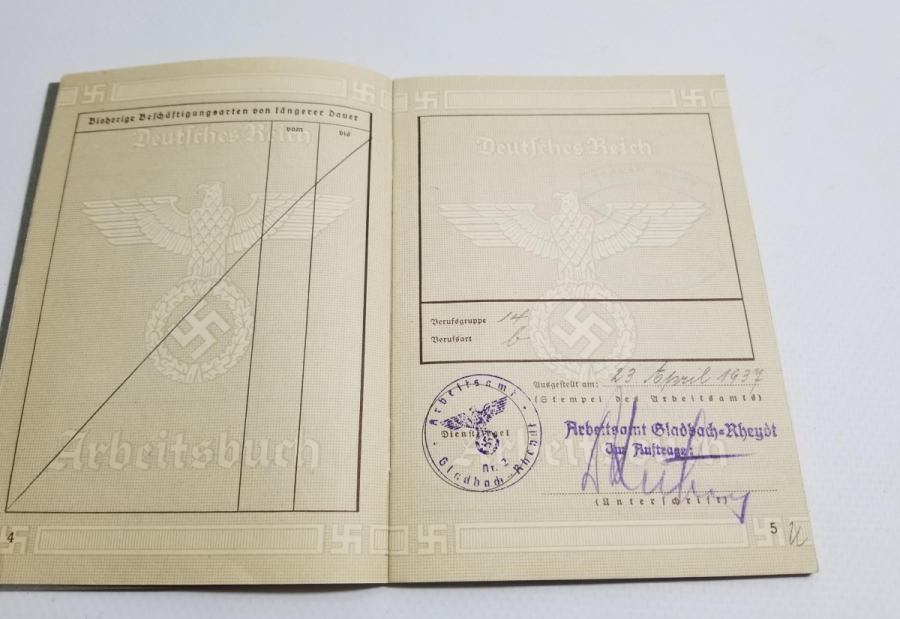 Bisherige Beschäftigungsarten von längerer Dauer
vom bis
Deutsches Reich
Arbeitsbuch
4
Deutsches Reich
Berufsgruppe 14
Berufsart b
Ausgestellt am: 23. April 1937
(Stempel des Arbeitsamts)
Arbeitsamt
Dienstsiegel
Nr. 2
Gladbach-Rheydt
Arbeitsamt Gladbach-Rheydt
Im Auftrage:
(Unterschrift)
5